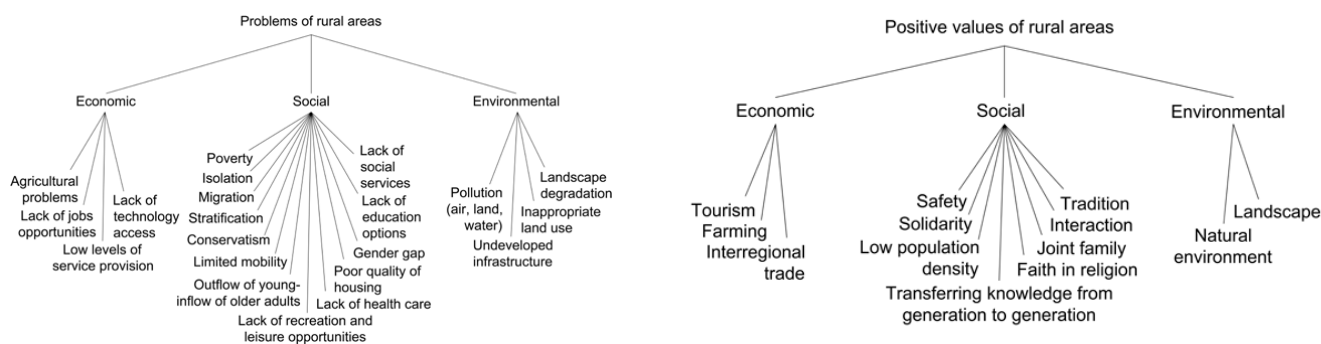 Problems of rural areas
Economic
Social
Environmental
Agricultural
problems
Lack of jobs
opportunities
Low levels of
service provision
Lack of
technology
access
Poverty
Isolation
Migration
Stratification
Conservatism
Limited mobility
Outflow of young-
inflow of older adults
Lack of recreation and
leisure opportunities
Lack of health care
Poor quality of
housing
Gender gap
Lack of
education
options
Lack of
social
services
Pollution
(air, land,
water)
Undeveloped
infrastructure
Inappropriate
land use
Landscape
degradation
Positive values of rural areas
Economic
Social
Environmental
Tourism
Farming
Interregional
trade
Safety
Solidarity
Low population
density
Transferring knowledge from
generation to generation
Faith in religion
Joint family
Interaction
Tradition
Natural
environment
Landscape